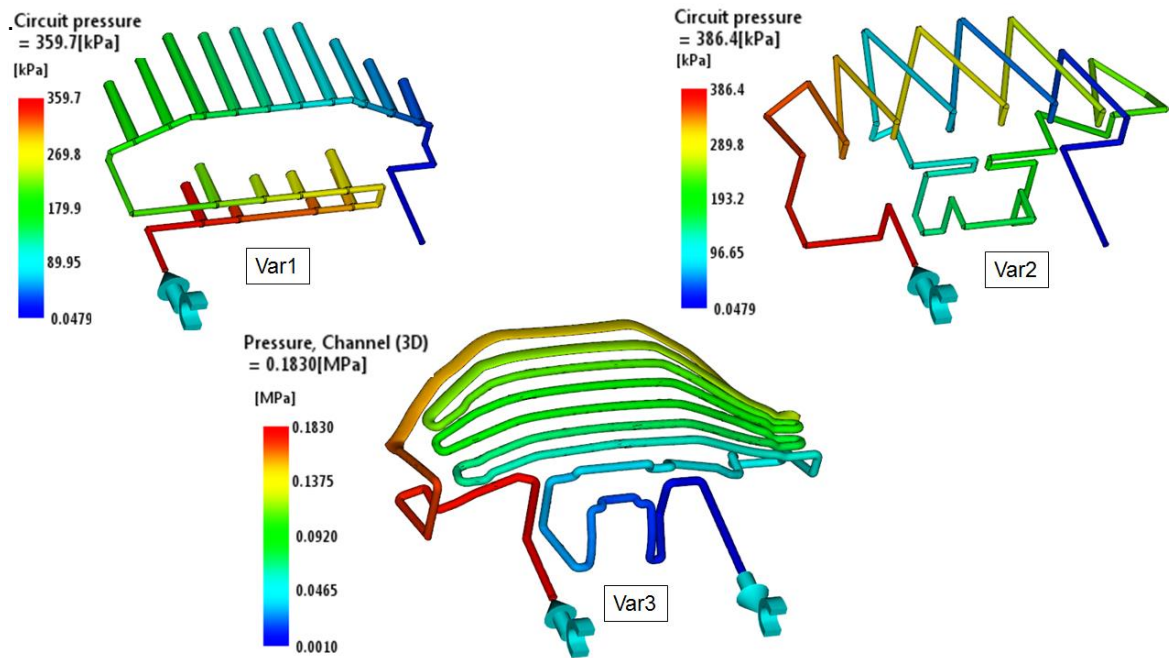 Circuit pressure
= 359.7[kPa]
[kPa]
359.7
269.8
179.9
89.95
0.0479
Var1
Circuit pressure
= 386.4[kPa]
[kPa]
386.4
289.8
193.2
96.65
0.0479
Var2
Pressure, Channel (3D)
= 0.1830[MPa]
[MPa]
0.1830
0.1375
0.0920
0.0465
0.0010
Var3